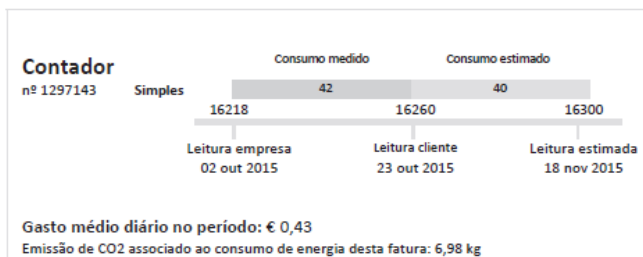 Consumo medido Consumo estimado
Contador
nº 1297143 Simples 42 40
16218 16260 16300
Leitura empresa Leitura cliente Leitura estimada
02 out 2015 23 out 2015 18 nov 2015
Gasto médio diário no período: € 0,43
Emissão de CO2 associado ao consumo de energia desta fatura: 6,98 kg